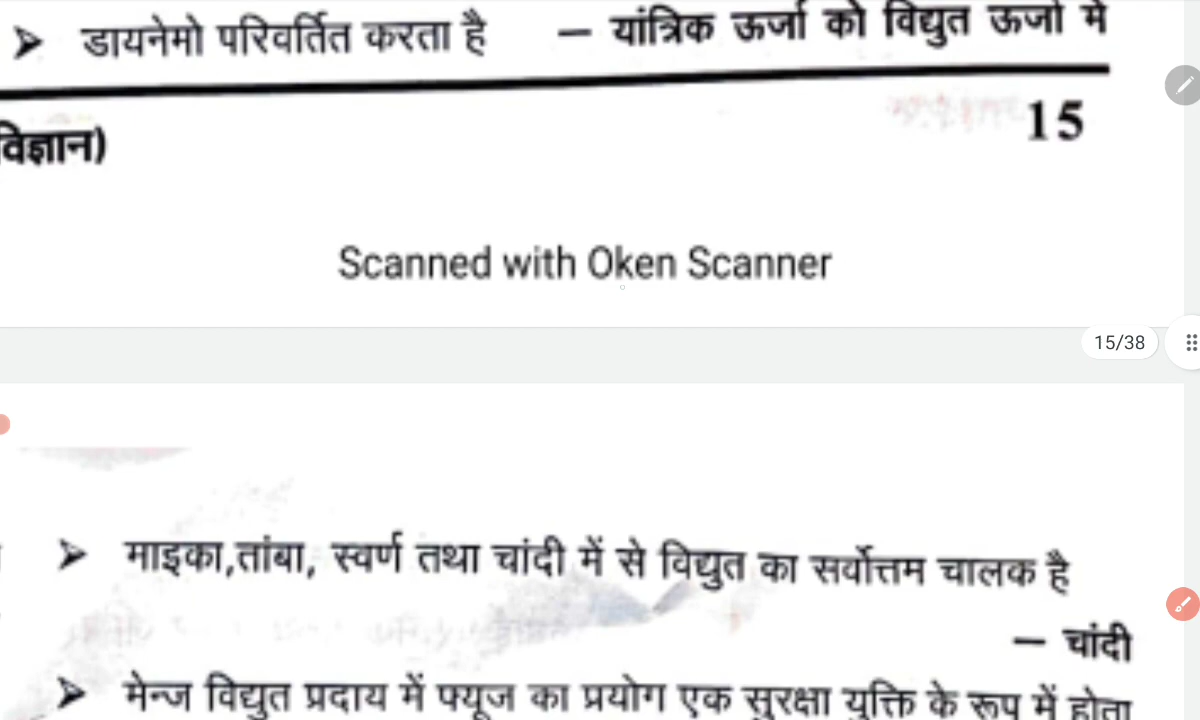 ➤ डायनेमो परिवर्तित करता है – यांत्रिक ऊर्जा को विद्युत ऊर्जा में
15
विज्ञान)
Scanned with Oken Scanner
15/38
➤ माइका,तांबा, स्वर्ण तथा चांदी में से विद्युत का सर्वोत्तम चालक है
– चांदी
➤ मेन्ज विद्युत प्रदाय में फ्यूज का प्रयोग एक सुरक्षा युक्ति के रूप में होता